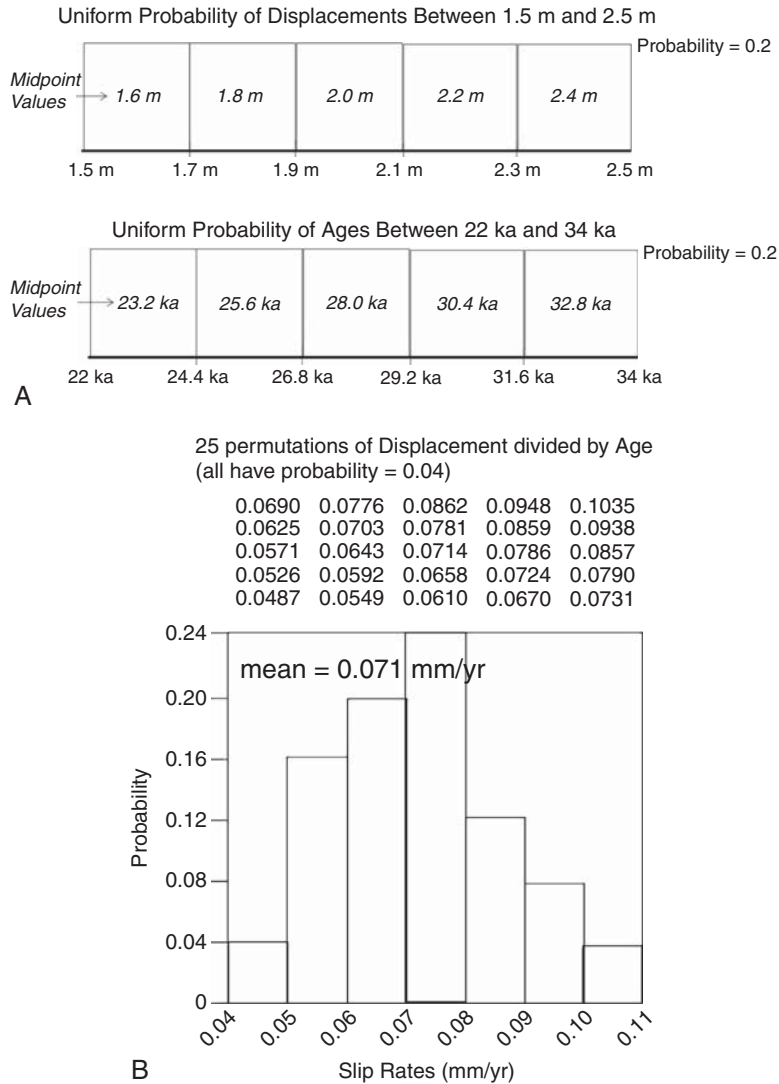 Uniform Probability of Displacements Between 1.5 m and 2.5 m
Probability = 0.2
Midpoint
Values
1.6 m 1.8 m 2.0 m 2.2 m 2.4 m
1.5 m 1.7 m 1.9 m 2.1 m 2.3 m 2.5 m
Uniform Probability of Ages Between 22 ka and 34 ka
Probability = 0.2
Midpoint
Values
23.2 ka 25.6 ka 28.0 ka 30.4 ka 32.8 ka
22 ka 24.4 ka 26.8 ka 29.2 ka 31.6 ka 34 ka
A
25 permutations of Displacement divided by Age
(all have probability = 0.04)
0.0690 0.0776 0.0862 0.0948 0.1035
0.0625 0.0703 0.0781 0.0859 0.0938
0.0571 0.0643 0.0714 0.0786 0.0857
0.0526 0.0592 0.0658 0.0724 0.0790
0.0487 0.0549 0.0610 0.0670 0.0731
mean = 0.071 mm/yr
Probability
0.24
0.20
0.16
0.12
0.08
0.04
0
0.04 0.05 0.06 0.07 0.08 0.09 0.10 0.11
Slip Rates (mm/yr)
B